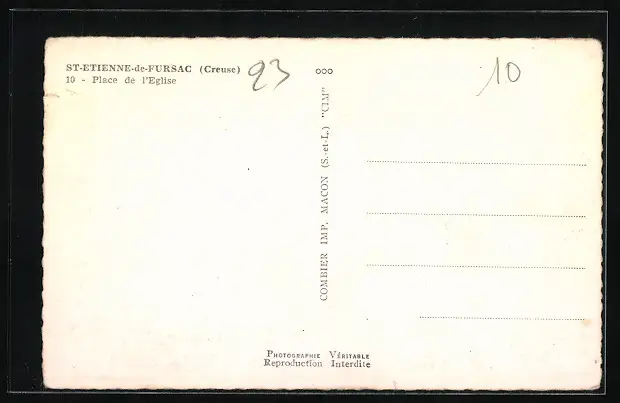 ST-ETIENNE-de-FURSAC (Creuse)
10 - Place de l'Eglise
23
10
COMBIER IMP. MACON (S.-et-L.) "CIM"
PHOTOGRAPHIE VÉRITABLE
Reproduction Interdite